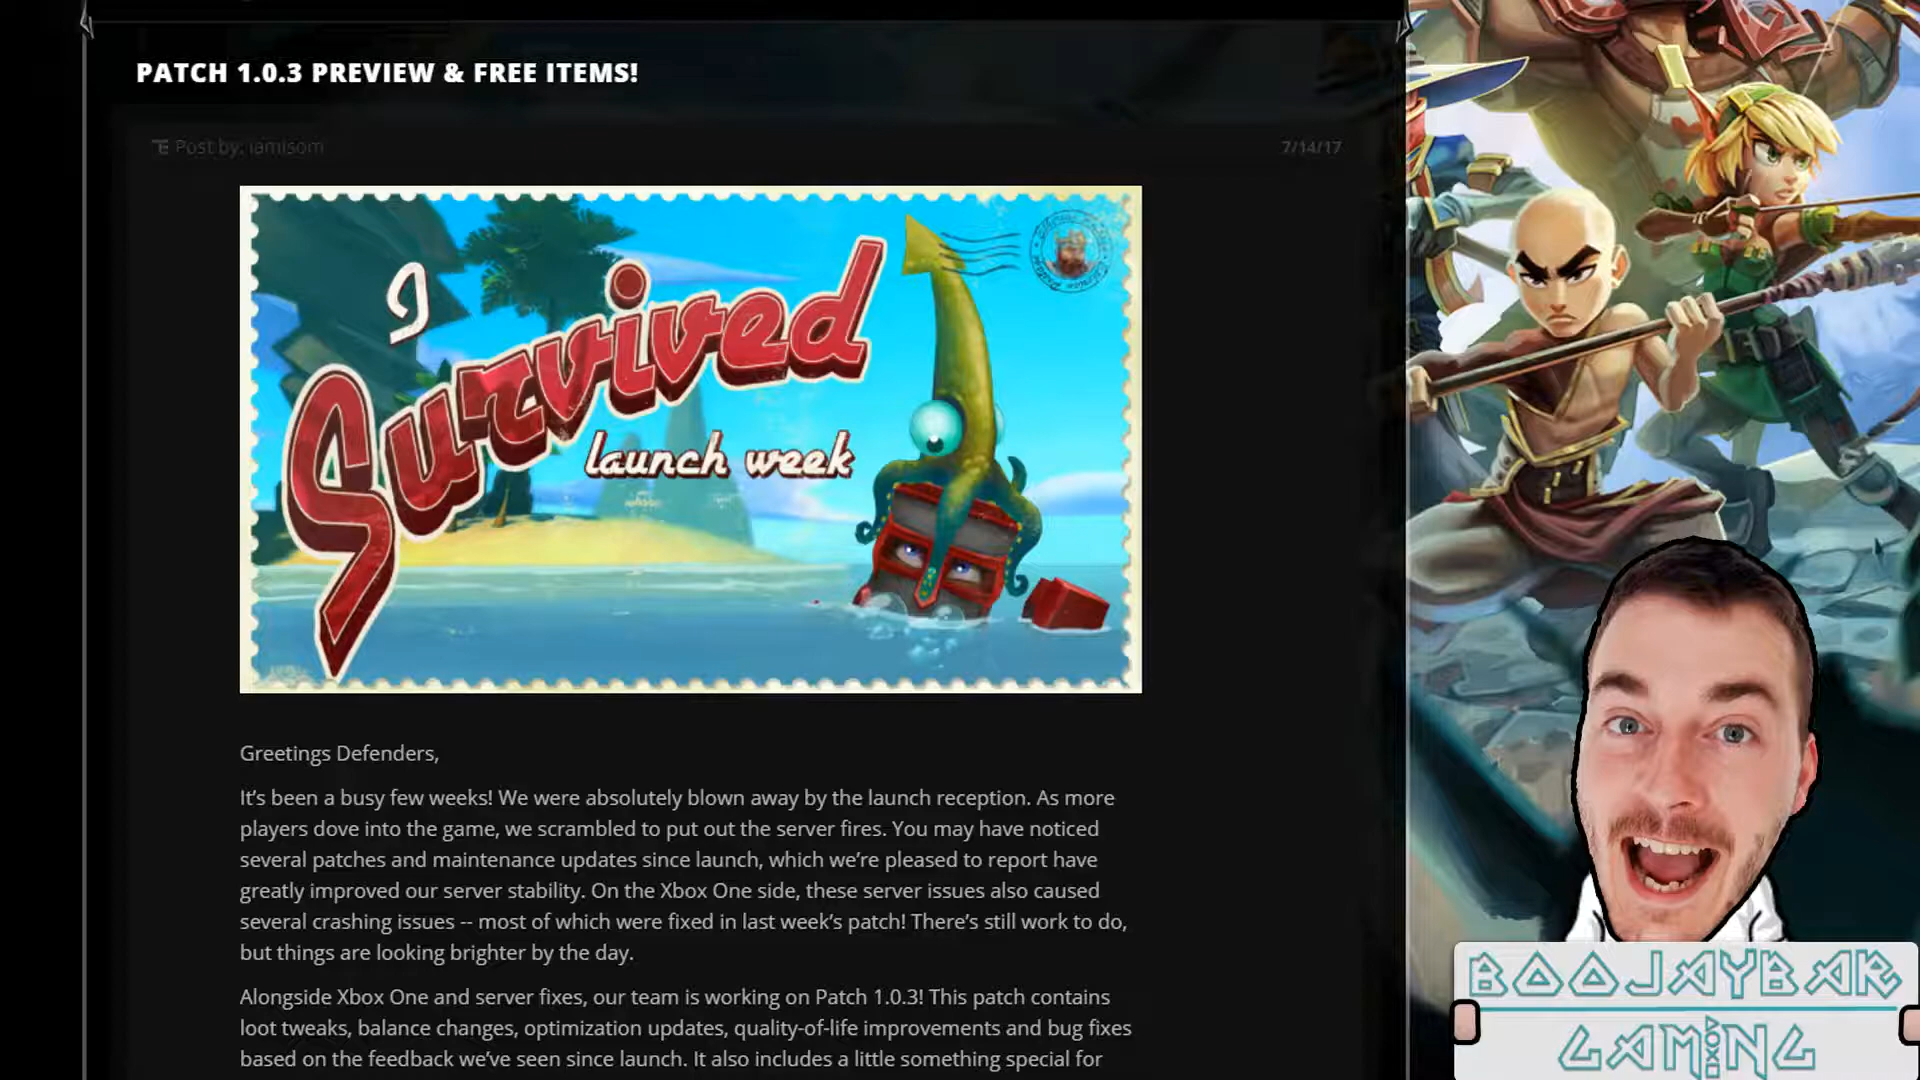 PATCH 1.0.3 PREVIEW & FREE ITEMS!
Post by: iamisom
7/14/17
I
Survived
launch week
Greetings Defenders,
It’s been a busy few weeks! We were absolutely blown away by the launch reception. As more
players dove into the game, we scrambled to put out the server fires. You may have noticed
several patches and maintenance updates since launch, which we’re pleased to report have
greatly improved our server stability. On the Xbox One side, these server issues also caused
several crashing issues -- most of which were fixed in last week’s patch! There’s still work to do,
but things are looking brighter by the day.
Alongside Xbox One and server fixes, our team is working on Patch 1.0.3! This patch contains
loot tweaks, balance changes, optimization updates, quality-of-life improvements and bug fixes
based on the feedback we’ve seen since launch. It also includes a little something special for
BOOJAYBAR
GAMING